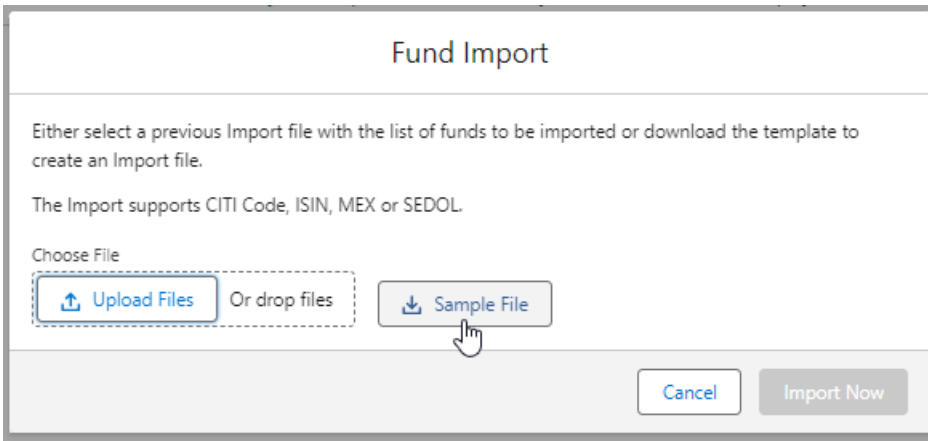 Fund Import
Either select a previous Import file with the list of funds to be imported or download the template to
create an Import file.
The Import supports CITI Code, ISIN, MEX or SEDOL.
Choose File
Upload Files Or drop files Sample File
Cancel Import Now